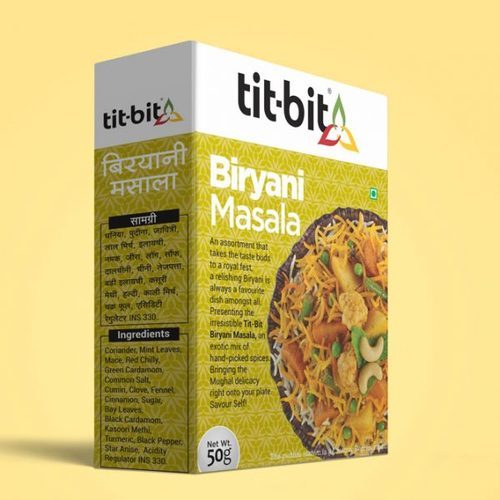 tit-bit
बिरयानी
मसाला
सामग्री
धनिया, पुदीना, जावित्री,
लाल मिर्च, इलायची,
नमक, जीरा, लौंग, सौंफ,
दालचीनी, चीनी, तेजपत्ता,
बड़ी इलायची, कसूरी
मेथी, हल्दी, काली मिर्च,
चक्र फूल, एसिडिटी
रेगुलेटर INS 330.
Ingredients
Coriander, Mint Leaves,
Mace, Red Chilly,
Green Cardamom,
Common Salt,
Cumin, Clove, Fennel,
Cinnamon, Sugar,
Bay Leaves,
Black Cardamom,
Kasoori Methi,
Turmeric, Black Pepper,
Star Anise, Acidity
Regulator INS 330.
tit-bit®
Biryani
Masala
An assortment that
takes the taste buds
to a royal fest,
a relishing Biryani is
always a favourite
dish amongst all.
Presenting the
irresistible Tit-Bit
Biryani Masala, an
exotic mix of
hand-picked spices.
Bringing the
Mughal delicacy
right onto your plate.
Savour Self!
Net Wt.
50g